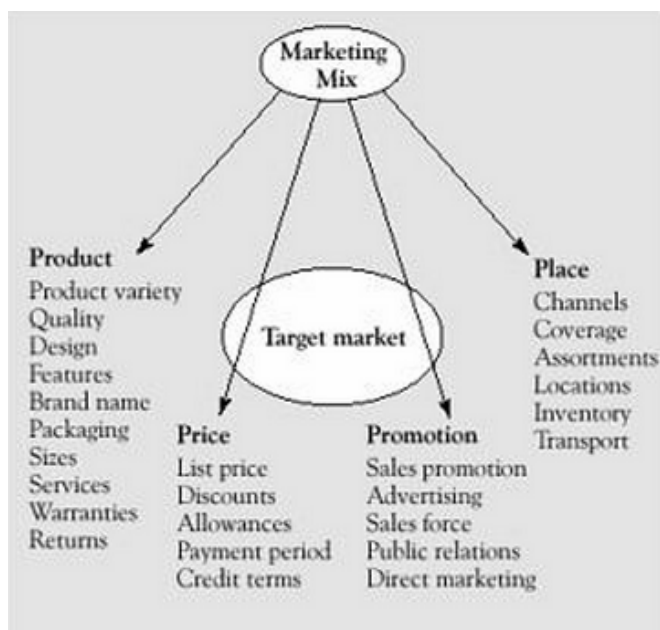 Marketing
Mix
Product
Product variety
Quality
Design
Features
Brand name
Packaging
Sizes
Services
Warranties
Returns
Target market
Price
List price
Discounts
Allowances
Payment period
Credit terms
Promotion
Sales promotion
Advertising
Sales force
Public relations
Direct marketing
Place
Channels
Coverage
Assortments
Locations
Inventory
Transport